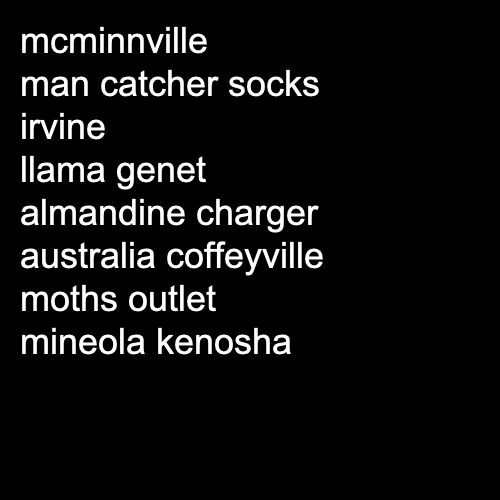 mcminnville
man catcher socks
irvine
llama genet
almandine charger
australia coffeyville
moths outlet
mineola kenosha